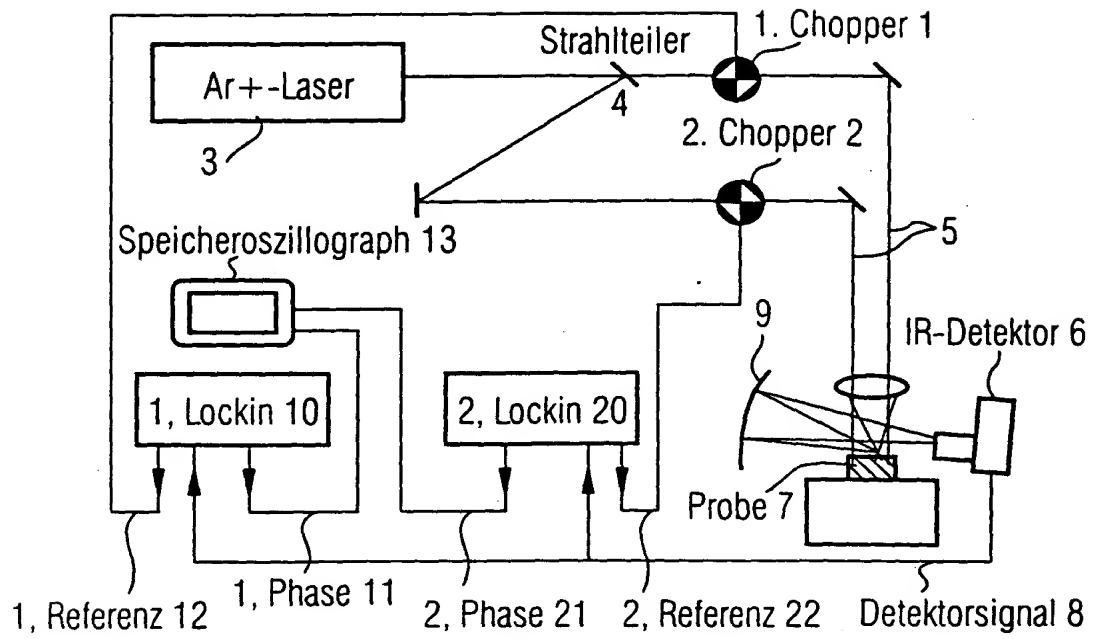 1. Chopper 1
Strahlteiler
Ar+-Laser
4
3
2. Chopper 2
5
Speicheroszillograph 13
9
IR-Detektor 6
1, Lockin 10
2, Lockin 20
Probe 7
1, Referenz 12
1, Phase 11
2, Phase 21
2, Referenz 22
Detektorsignal 8